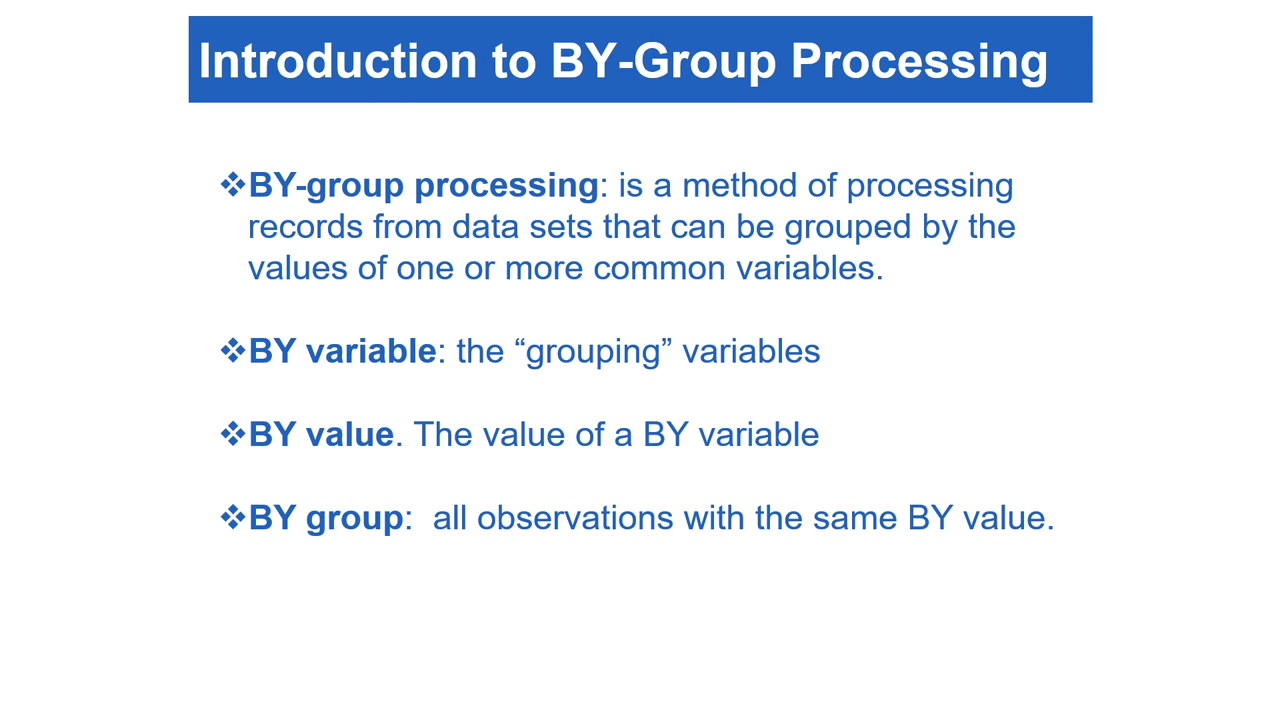 Introduction to BY-Group Processing
❖BY-group processing: is a method of processing
records from data sets that can be grouped by the
values of one or more common variables.
❖BY variable: the “grouping” variables
❖BY value. The value of a BY variable
❖BY group:  all observations with the same BY value.